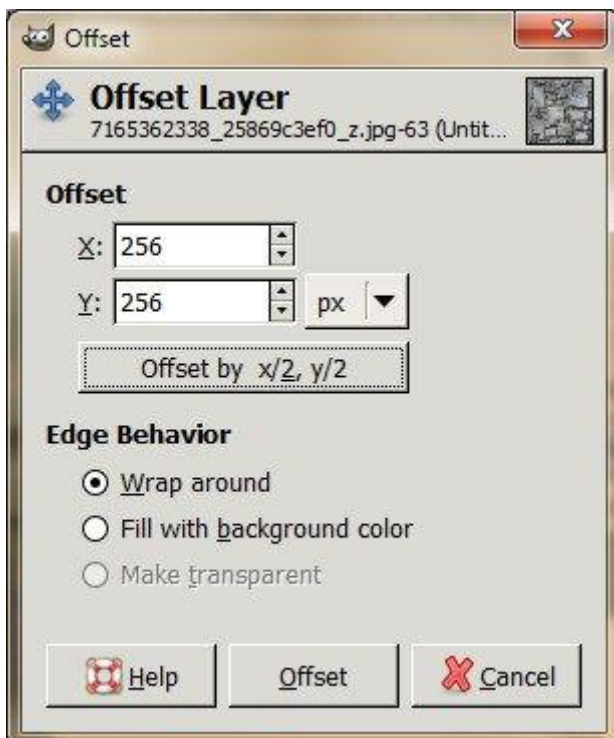 Offset
Offset Layer
7165362338_25869c3ef0_z.jpg-63 (Untit...
Offset
X: 256
Y: 256 px
Offset by x/2, y/2
Edge Behavior
Wrap around
Fill with background color
Make transparent
Help Offset Cancel